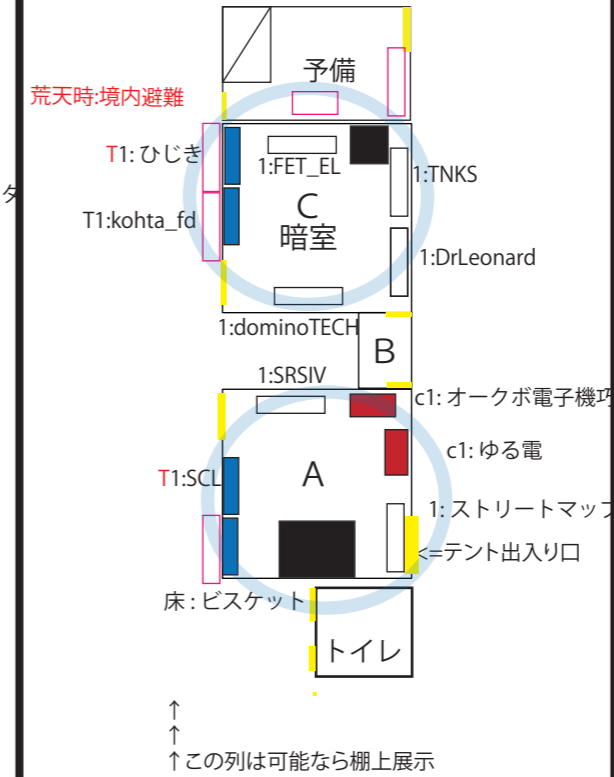 予備
荒天時:境内避難
T1: ひじき
1:FET_EL
1:TNKS
タ
T1:kohta_fd
C
暗室
1:DrLeonard
1:dominoTECH
B
1:SRSIV
c1: オークボ電子機巧
c1: ゆる電
T1:SCL
A
1: ストリートマップ
<=テント出入り口
床 : ビスケット
トイレ
↑
↑
↑この列は可能なら棚上展示